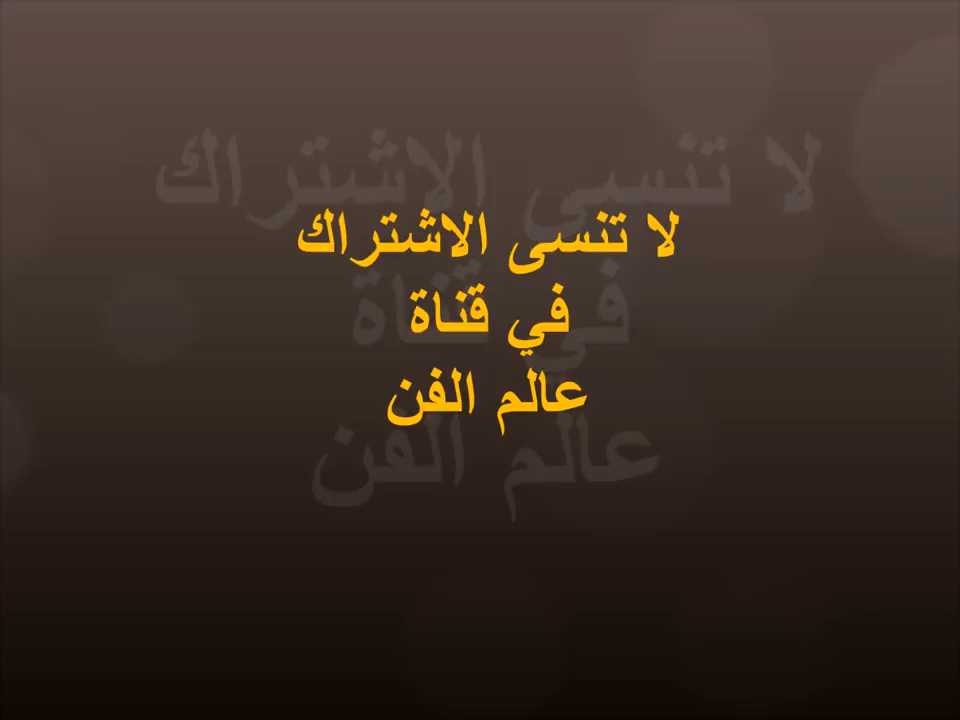 لا تنسى الاشتراك
في قناة
عالم الفن